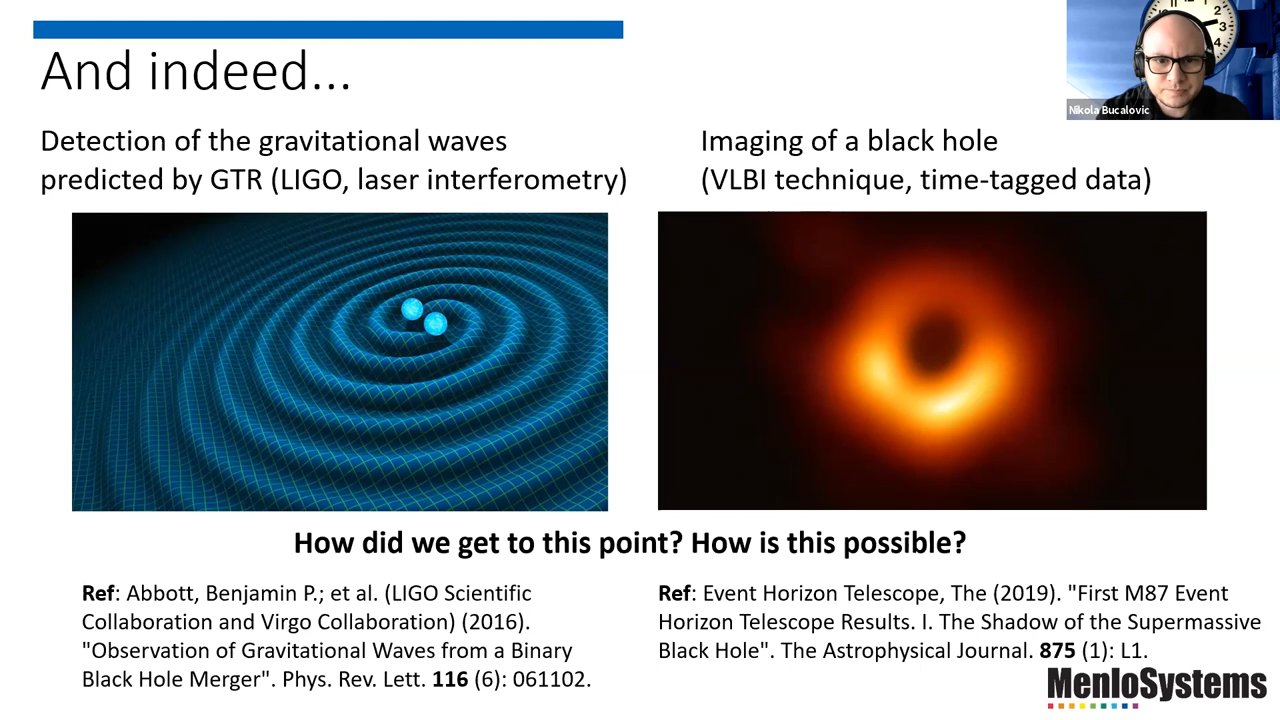 And indeed...
Nikola Bucalovic
2
3
4
Detection of the gravitational waves
predicted by GTR (LIGO, laser interferometry)
Imaging of a black hole
(VLBI technique, time-tagged data)
How did we get to this point? How is this possible?
Ref: Abbott, Benjamin P.; et al. (LIGO Scientific
Collaboration and Virgo Collaboration) (2016).
"Observation of Gravitational Waves from a Binary
Black Hole Merger". Phys. Rev. Lett. 116 (6): 061102.
Ref: Event Horizon Telescope, The (2019). "First M87 Event
Horizon Telescope Results. I. The Shadow of the Supermassive
Black Hole". The Astrophysical Journal. 875 (1): L1.
MenloSystems